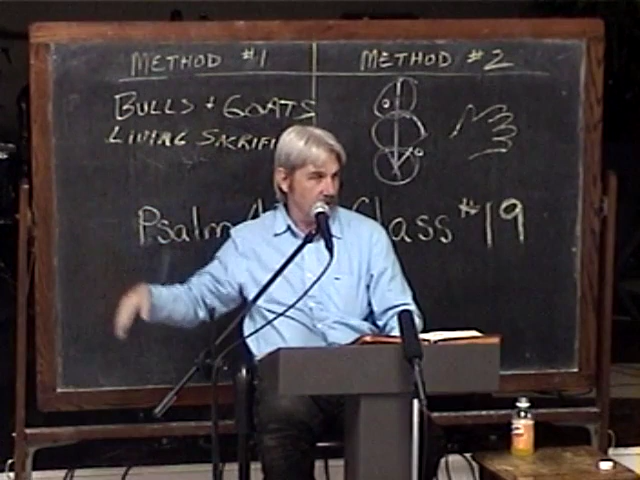 METHOD #1
METHOD #2
BULLS + GOATS
LIVING SACRIFI
Psalm Class #19